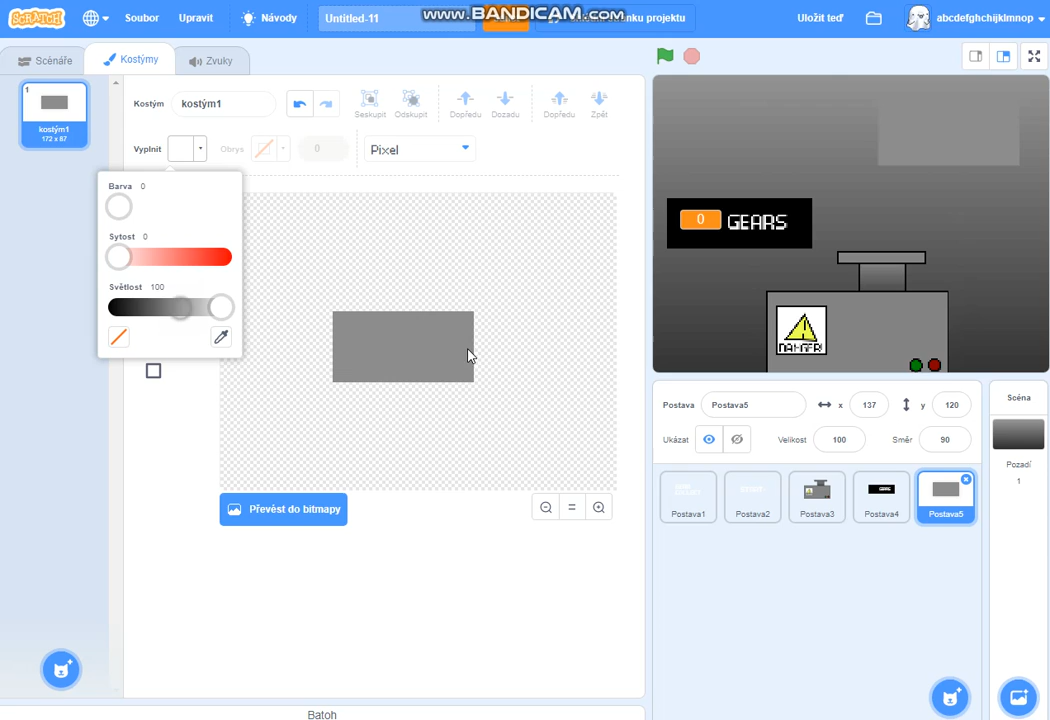 www.BANDICAM.com
SCRATCH Soubor Upravit Návody Untitled-11 nku projektu Uložit teď abcdefghchijklmnop
Scénáře Kostýmy Zvuky
1
kostým1
172 x 87
Kostým kostým1 Seskupit Odskupit Dopředu Dozadu Dopředu Zpět
Vyplnit Obrys 0 Pixel
Barva 0
Sytost 0
Světlost 100
Převést do bitmapy
Batoh
0 GEARS
DANGER!
Postava Postava5 x 137 y 120
Ukázat Velikost 100 Směr 90
Postava1 Postava2 Postava3 Postava4 Postava5
GEARS
Scéna
Pozadí
1